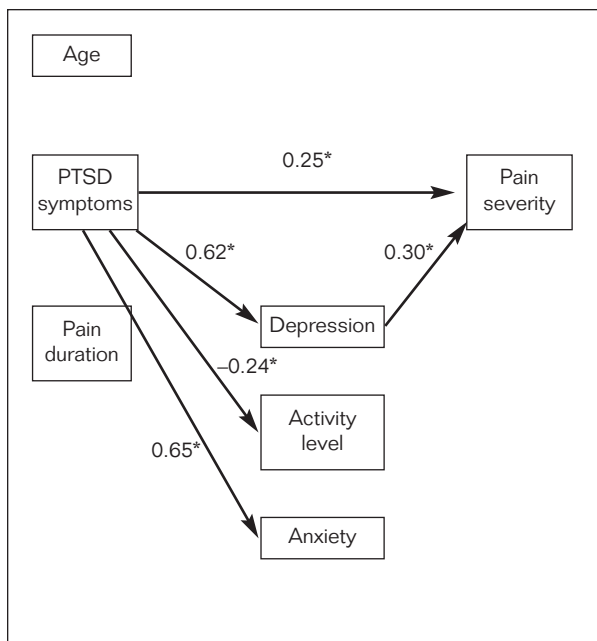 Age
PTSD
symptoms
0.25*
Pain
severity
0.62*
0.30*
Pain
duration
Depression
–0.24*
Activity
level
0.65*
Anxiety